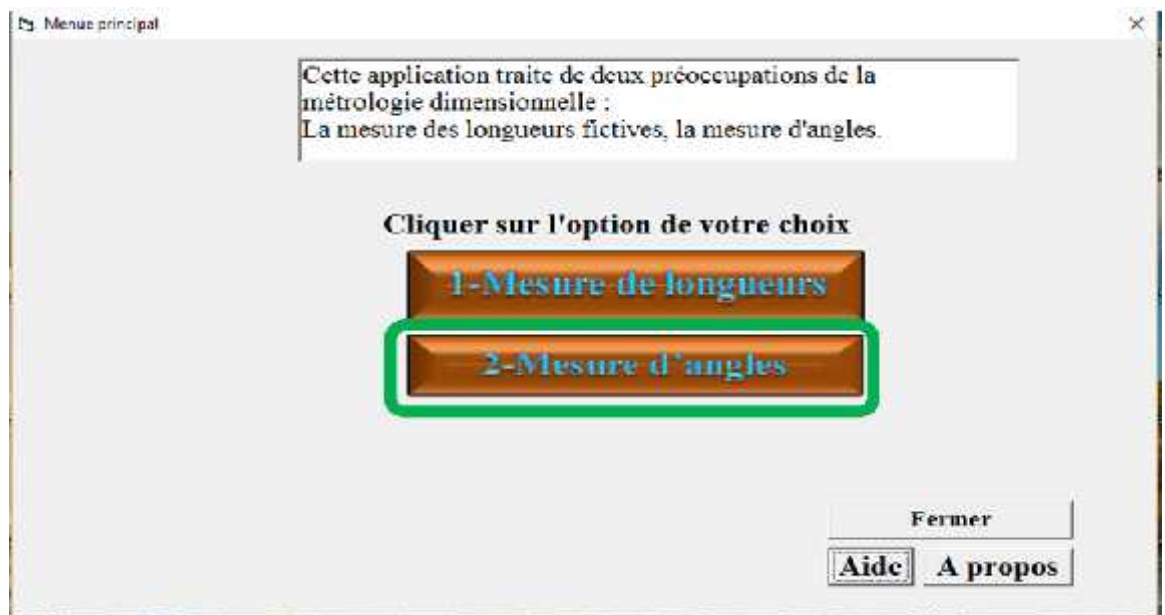 Menue principal
Cette application traite de deux préoccupations de la
métrologie dimensionnelle :
La mesure des longueurs fictives, la mesure d'angles.
Cliquer sur l'option de votre choix
1-Mesure de longueurs
2-Mesure d'angles
Fermer
Aide A propos